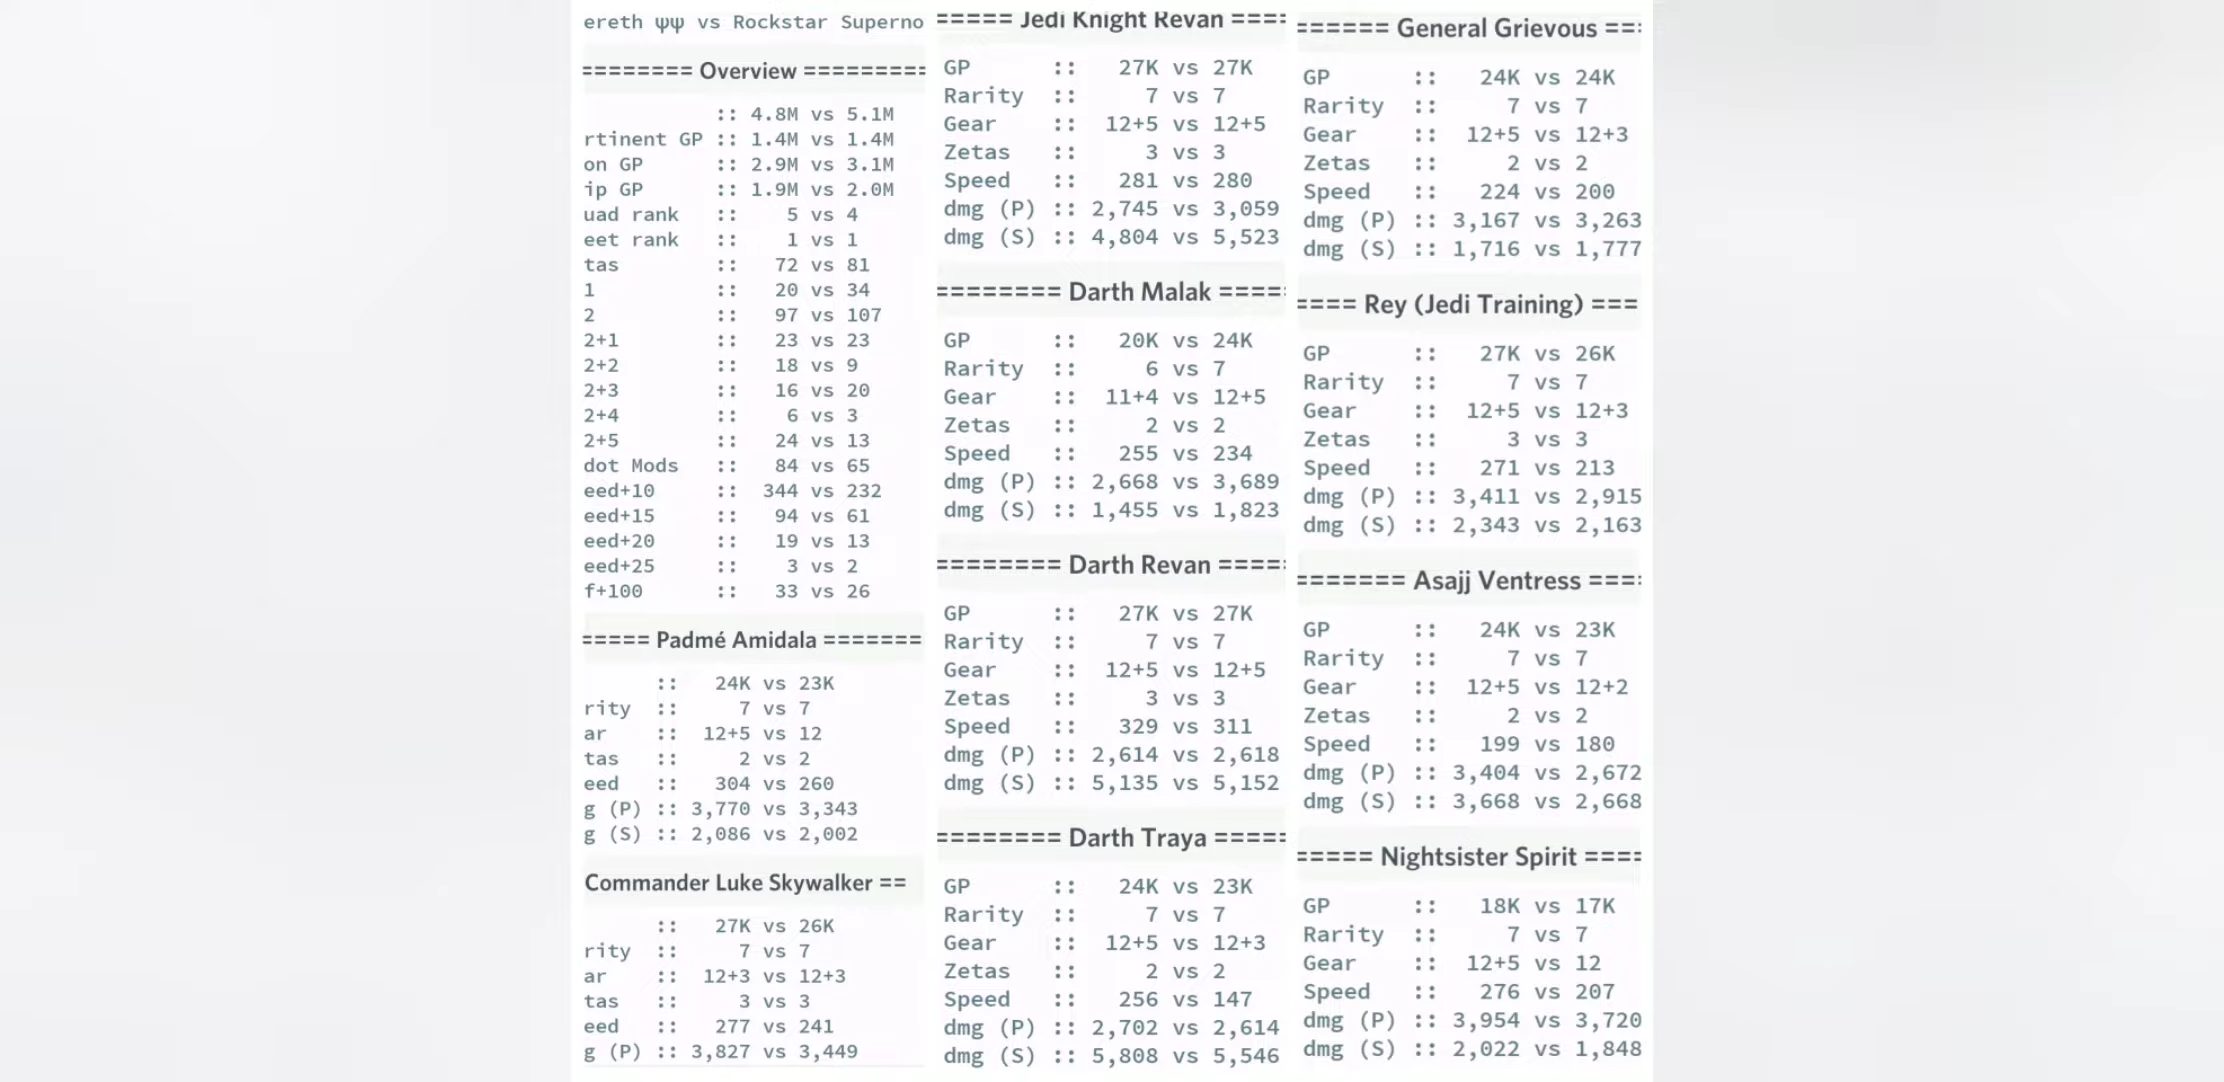 ereth ψψ vs Rockstar Superno
======== Overview =========
:: 4.8M vs 5.1M
rtinent GP :: 1.4M vs 1.4M
on GP :: 2.9M vs 3.1M
ip GP :: 1.9M vs 2.0M
uad rank :: 5 vs 4
eet rank :: 1 vs 1
tas :: 72 vs 81
1 :: 20 vs 34
2 :: 97 vs 107
2+1 :: 23 vs 23
2+2 :: 18 vs 9
2+3 :: 16 vs 20
2+4 :: 6 vs 3
2+5 :: 24 vs 13
dot Mods :: 84 vs 65
eed+10 :: 344 vs 232
eed+15 :: 94 vs 61
eed+20 :: 19 vs 13
eed+25 :: 3 vs 2
f+100 :: 33 vs 26
===== Padmé Amidala =======
:: 24K vs 23K
rity :: 7 vs 7
ar :: 12+5 vs 12
tas :: 2 vs 2
eed :: 304 vs 260
g (P) :: 3,770 vs 3,343
g (S) :: 2,086 vs 2,002
Commander Luke Skywalker ==
:: 27K vs 26K
rity :: 7 vs 7
ar :: 12+3 vs 12+3
tas :: 3 vs 3
eed :: 277 vs 241
g (P) :: 3,827 vs 3,449
===== Jedi Knight Revan ====
GP :: 27K vs 27K
Rarity :: 7 vs 7
Gear :: 12+5 vs 12+5
Zetas :: 3 vs 3
Speed :: 281 vs 280
dmg (P) :: 2,745 vs 3,059
dmg (S) :: 4,804 vs 5,523
======== Darth Malak =====
GP :: 20K vs 24K
Rarity :: 6 vs 7
Gear :: 11+4 vs 12+5
Zetas :: 2 vs 2
Speed :: 255 vs 234
dmg (P) :: 2,668 vs 3,689
dmg (S) :: 1,455 vs 1,823
======== Darth Revan =====
GP :: 27K vs 27K
Rarity :: 7 vs 7
Gear :: 12+5 vs 12+5
Zetas :: 3 vs 3
Speed :: 329 vs 311
dmg (P) :: 2,614 vs 2,618
dmg (S) :: 5,135 vs 5,152
======== Darth Traya =====
GP :: 24K vs 23K
Rarity :: 7 vs 7
Gear :: 12+5 vs 12+3
Zetas :: 2 vs 2
Speed :: 256 vs 147
dmg (P) :: 2,702 vs 2,614
dmg (S) :: 5,808 vs 5,546
====== General Grievous ===
GP :: 24K vs 24K
Rarity :: 7 vs 7
Gear :: 12+5 vs 12+3
Zetas :: 2 vs 2
Speed :: 224 vs 200
dmg (P) :: 3,167 vs 3,263
dmg (S) :: 1,716 vs 1,777
==== Rey (Jedi Training) ===
GP :: 27K vs 26K
Rarity :: 7 vs 7
Gear :: 12+5 vs 12+3
Zetas :: 3 vs 3
Speed :: 271 vs 213
dmg (P) :: 3,411 vs 2,915
dmg (S) :: 2,343 vs 2,163
======= Asajj Ventress ====
GP :: 24K vs 23K
Rarity :: 7 vs 7
Gear :: 12+5 vs 12+2
Zetas :: 2 vs 2
Speed :: 199 vs 180
dmg (P) :: 3,404 vs 2,672
dmg (S) :: 3,668 vs 2,668
===== Nightsister Spirit ====
GP :: 18K vs 17K
Rarity :: 7 vs 7
Gear :: 12+5 vs 12
Speed :: 276 vs 207
dmg (P) :: 3,954 vs 3,720
dmg (S) :: 2,022 vs 1,848